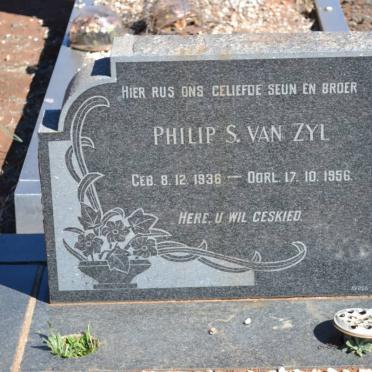 HIER RUS ONS GELIEFDE SEUN EN BROER
PHILIP S. VAN ZYL
GEB. 8. 12. 1936 — OORL. 17. 10. 1956.
HERE, U WIL GESKIED.